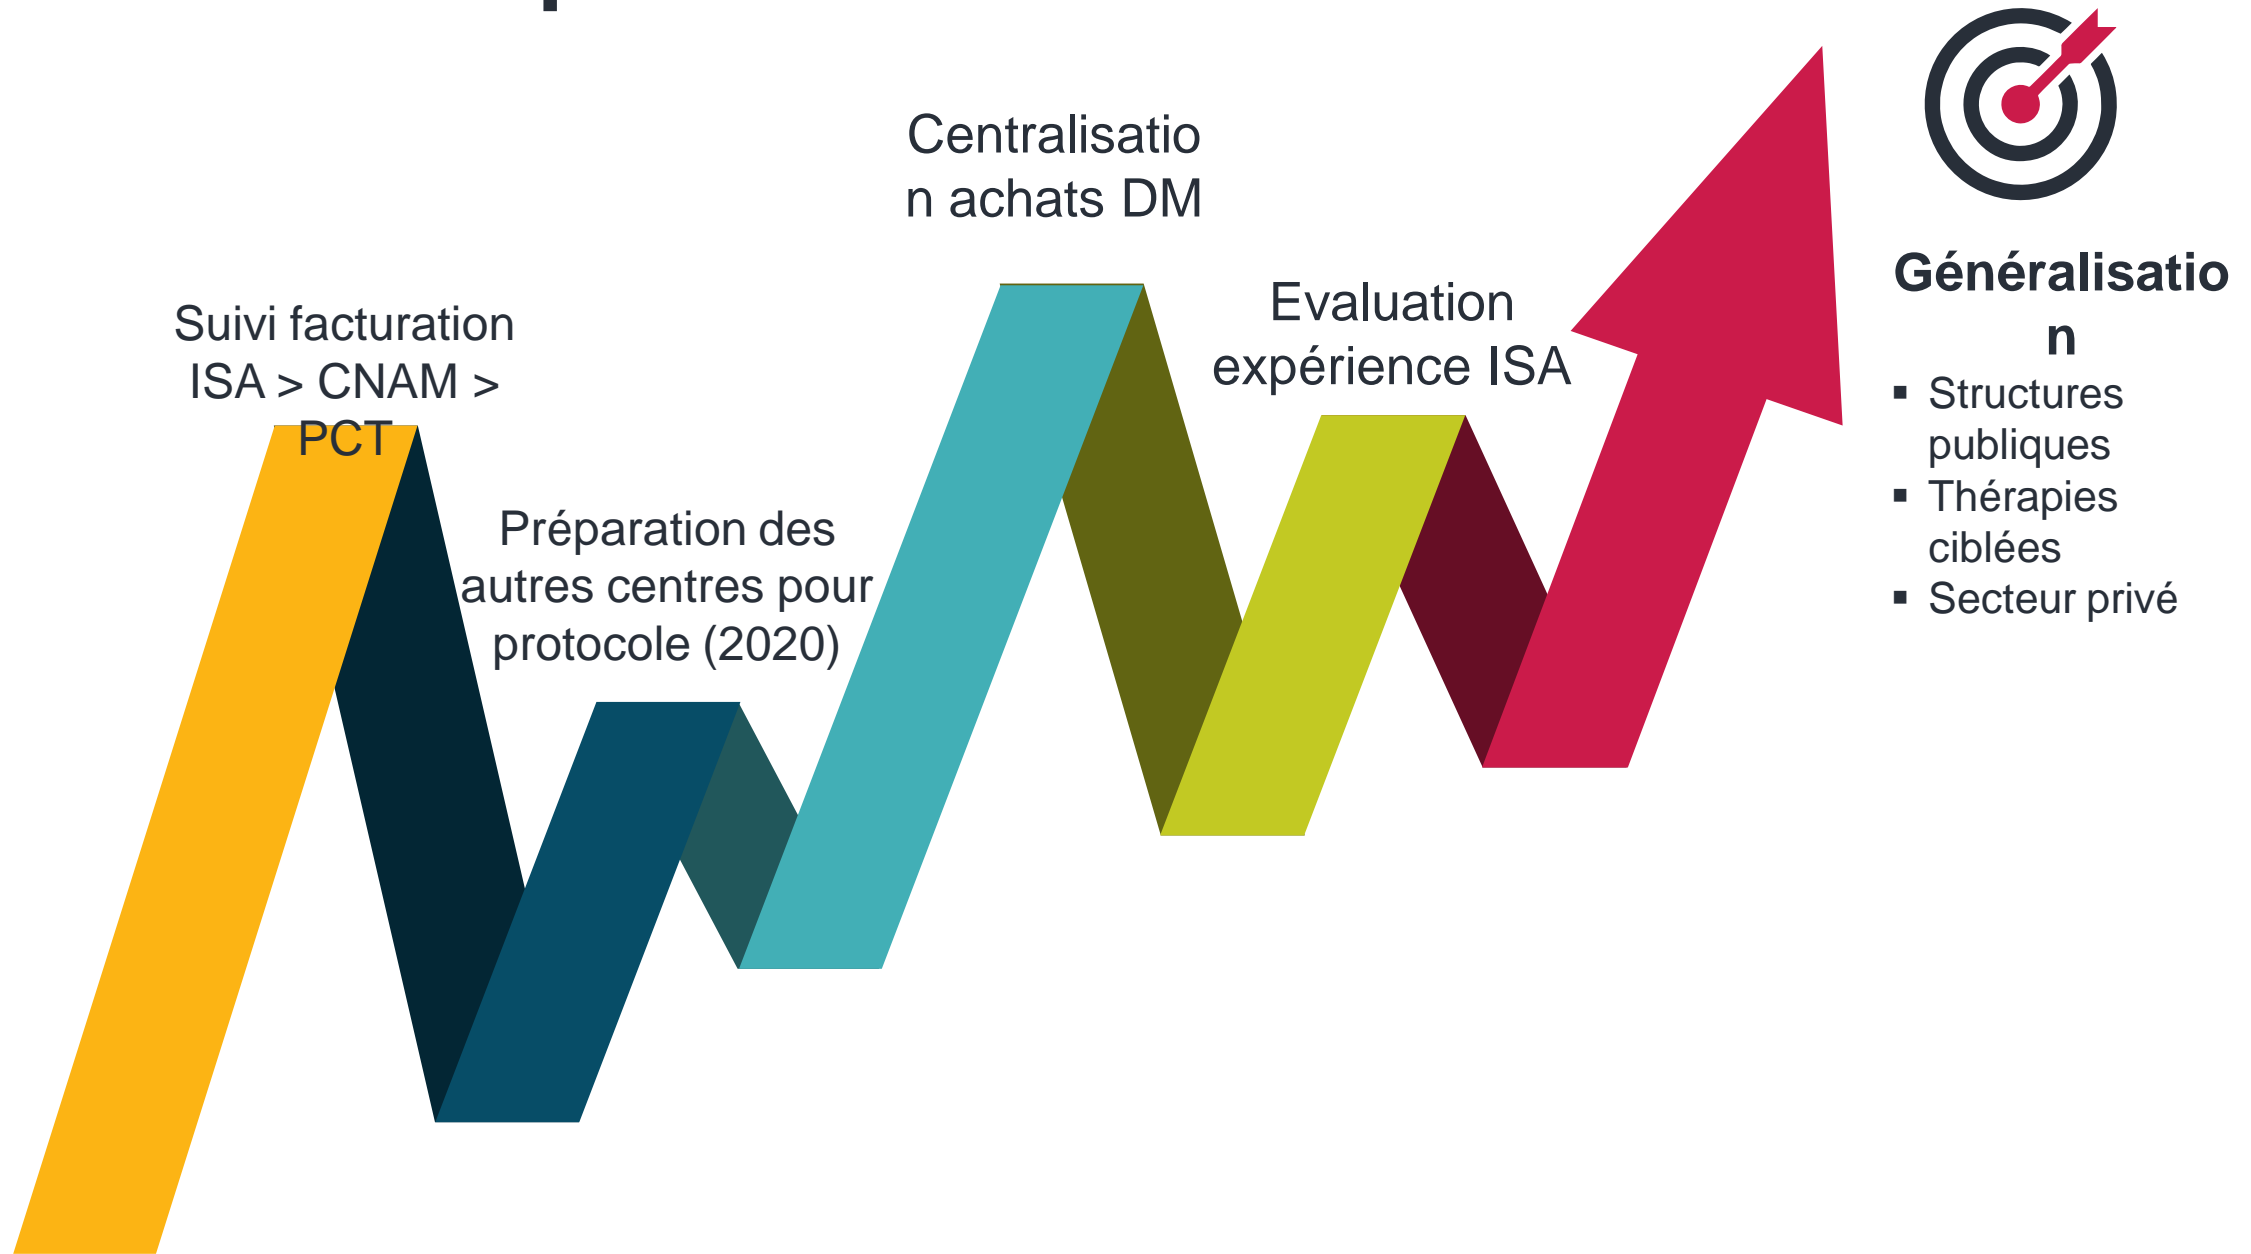 Suivi facturation
ISA > CNAM >
PCT
Préparation des
autres centres pour
protocole (2020)
Centralisatio
n achats DM
Evaluation
expérience ISA
Généralisatio
n
▪ Structures
publiques
▪ Thérapies
ciblées
▪ Secteur privé